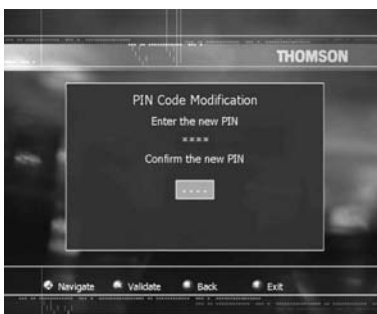 THOMSON
PIN Code Modification
Enter the new PIN
****
Confirm the new PIN
....
Navigate Validate Back Exit